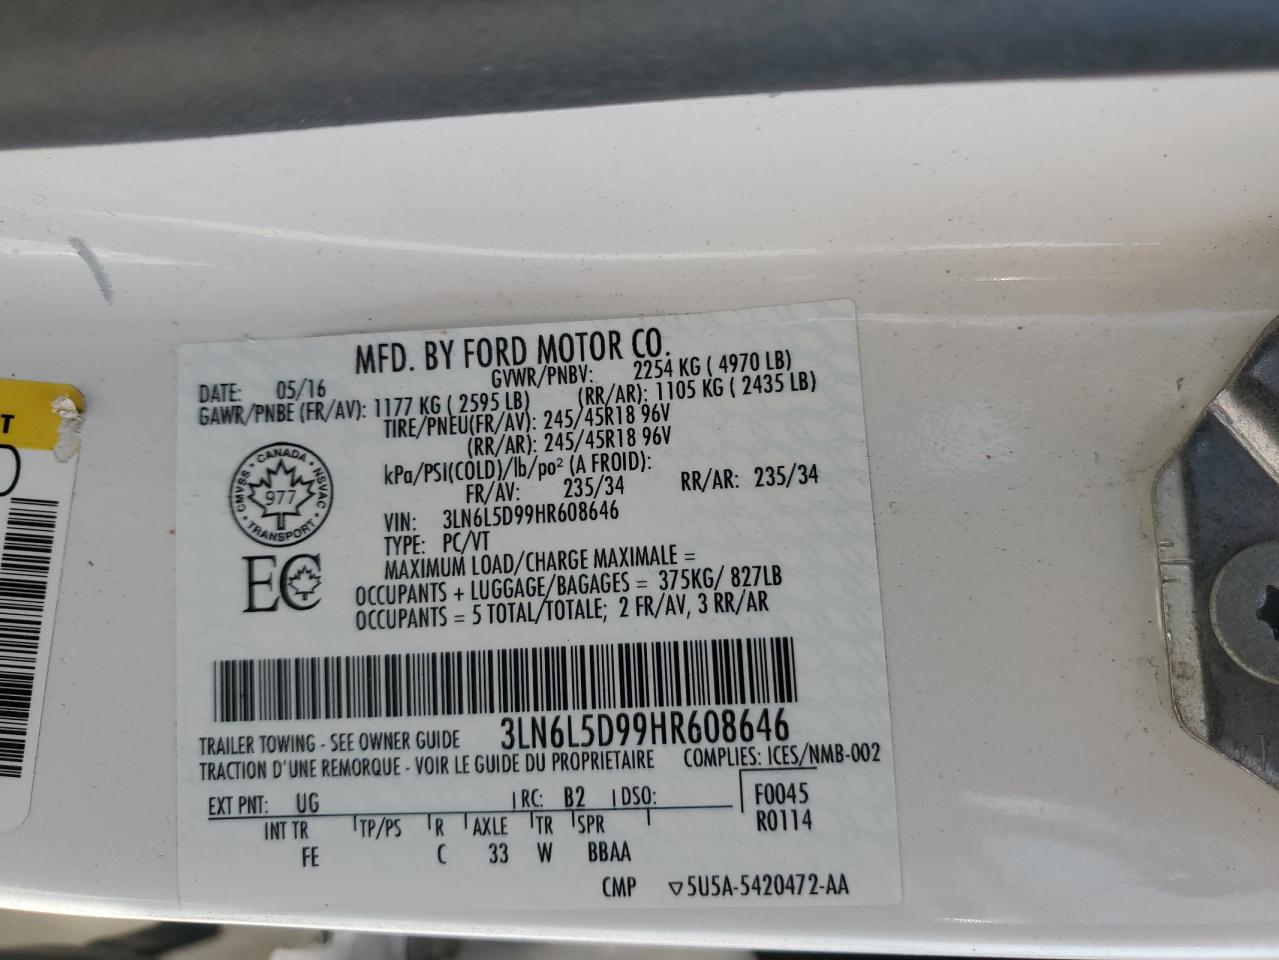 MFD. BY FORD MOTOR CO.
DATE: 05/16 GVWR/PNBV: 2254 KG ( 4970 LB)
GAWR/PNBE (FR/AV): 1177 KG ( 2595 LB) (RR/AR): 1105 KG ( 2435 LB)
TIRE/PNEU(FR/AV): 245/45R18 96V
(RR/AR): 245/45R18 96V
kPa/PSi(COLD)/lb/po² (A FROID):
FR/AV: 235/34 RR/AR: 235/34
CANADA
CMVSS NSVAC
977
TRANSPORT
VIN: 3LN6L5D99HR608646
TYPE: PC/VT
EC
MAXIMUM LOAD/CHARGE MAXIMALE =
OCCUPANTS + LUGGAGE/BAGAGES = 375KG/ 827LB
OCCUPANTS = 5 TOTAL/TOTALE; 2 FR/AV, 3 RR/AR
3LN6L5D99HR608646
TRAILER TOWING - SEE OWNER GUIDE
TRACTION D'UNE REMORQUE - VOIR LE GUIDE DU PROPRIETAIRE COMPLIES: ICES/NMB-002
EXT PNT: UG RC: B2 DSO: F0045
INT TR TP/PS R AXLE TR SPR R0114
FE C 33 W BBAA
CMP ▽5U5A-5420472-AA
T